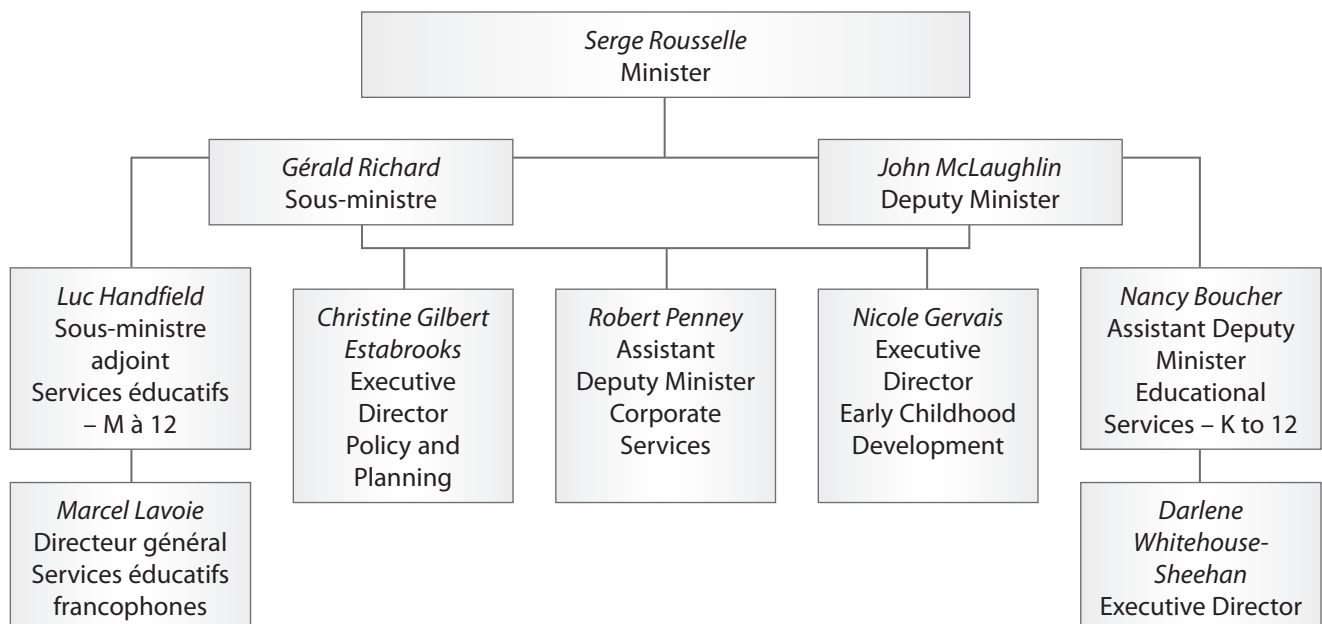 Serge Rousselle
Minister
Gérald Richard
Sous-ministre
John McLaughlin
Deputy Minister
Luc Handfield
Sous-ministre
adjoint
Services éducatifs
– M à 12
Christine Gilbert
Estabrooks
Executive
Director
Policy and
Planning
Robert Penney
Assistant
Deputy Minister
Corporate
Services
Nicole Gervais
Executive
Director
Early Childhood
Development
Nancy Boucher
Assistant Deputy
Minister
Educational
Services – K to 12
Marcel Lavoie
Directeur général
Services éducatifs
francophones
Darlene
Whitehouse-
Sheehan
Executive Director